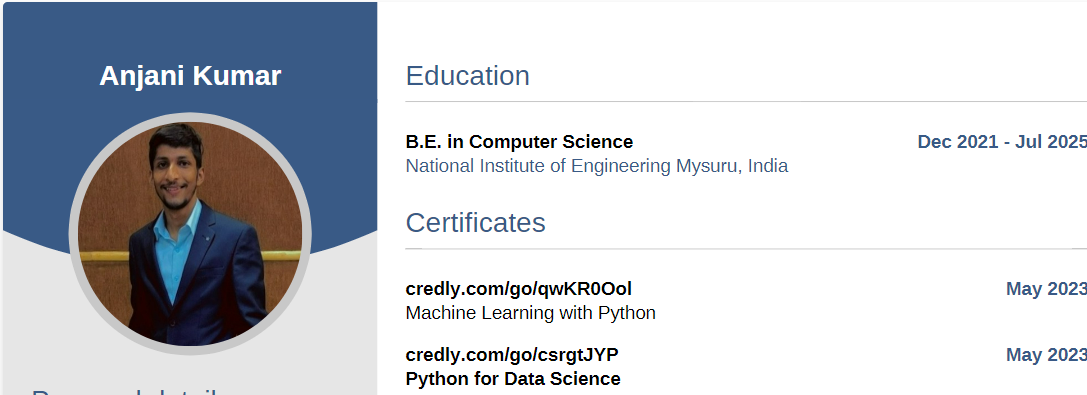 Anjani Kumar
Education
B.E. in Computer Science Dec 2021 - Jul 2025
National Institute of Engineering Mysuru, India
Certificates
credly.com/go/qwKR0Ool May 2023
Machine Learning with Python
credly.com/go/csrgtJYP May 2023
Python for Data Science